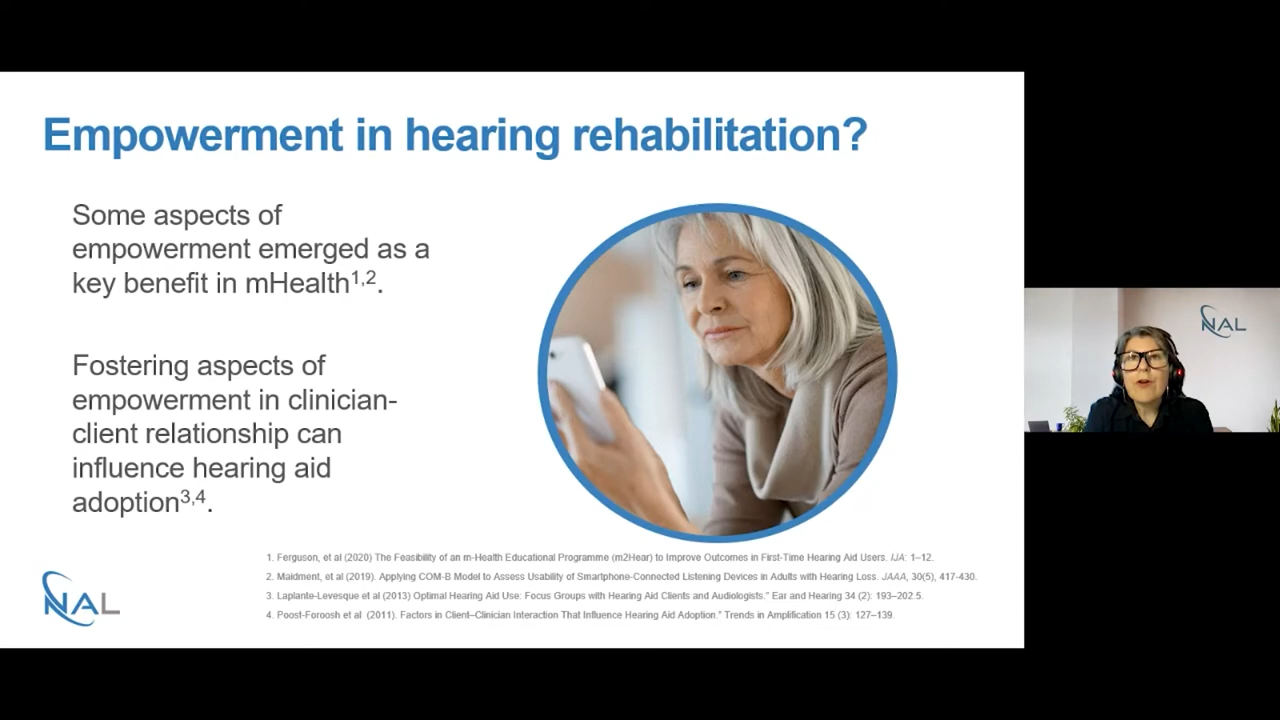 Empowerment in hearing rehabilitation?
Some aspects of
empowerment emerged as a
key benefit in mHealth1,2.
Fostering aspects of
empowerment in clinician-
client relationship can
influence hearing aid
adoption3,4.
1. Ferguson, et al (2020) The Feasibility of an m-Health Educational Programme (m2Hear) to Improve Outcomes in First-Time Hearing Aid Users. IJA: 1–12.
2. Maidment, et al (2019). Applying COM-B Model to Assess Usability of Smartphone-Connected Listening Devices in Adults with Hearing Loss. JAAA, 30(5), 417-430.
3. Laplante-Levesque et al (2013) Optimal Hearing Aid Use: Focus Groups with Hearing Aid Clients and Audiologists.” Ear and Hearing 34 (2): 193–202.5.
4. Poost-Foroosh et al (2011). Factors in Client–Clinician Interaction That Influence Hearing Aid Adoption.” Trends in Amplification 15 (3): 127–139.
NAL
NAL